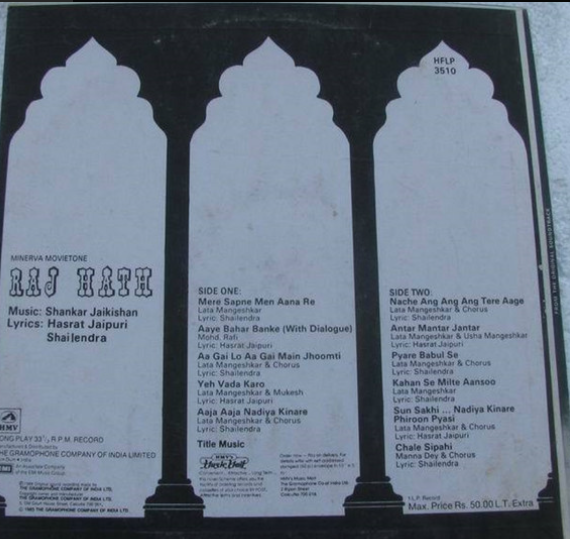 HFLP
3510
MINERVA MOVIETONE
RAJ HATH
Music: Shankar Jaikishan
Lyrics: Hasrat Jaipuri
Shailendra
HMV
LONG PLAY 33⅓ R.P.M. RECORD
THE GRAMOPHONE COMPANY OF INDIA LIMITED
EMI
SIDE ONE:
Mere Sapne Men Aana Re
Lata Mangeshkar
Lyric: Shailendra
Aaye Bahar Banke (With Dialogue)
Mohd. Rafi
Lyric: Hasrat Jaipuri
Aa Gai Lo Aa Gai Main Jhoomti
Lata Mangeshkar & Chorus
Lyric: Shailendra
Yeh Vada Karo
Lata Mangeshkar & Mukesh
Lyric: Hasrat Jaipuri
Aaja Aaja Nadiya Kinare
Lata Mangeshkar & Chorus
Lyric: Shailendra
Title Music
SIDE TWO:
Nache Ang Ang Ang Tere Aage
Lata Mangeshkar & Chorus
Lyric: Shailendra
Antar Mantar Jantar
Lata Mangeshkar & Usha Mangeshkar
Lyric: Hasrat Jaipuri
Pyare Babul Se
Lata Mangeshkar & Chorus
Lyric: Shailendra
Kahan Se Milte Aansoo
Lata Mangeshkar
Lyric: Shailendra
Sun Sakhi ... Nadiya Kinare
Phiroon Pyasi
Lata Mangeshkar & Chorus
Lyric: Hasrat Jaipuri
Chale Sipahi
Manna Dey & Chorus
Lyric: Shailendra
1 L.P. Record
Max. Price Rs. 50.00 L.T. Extra